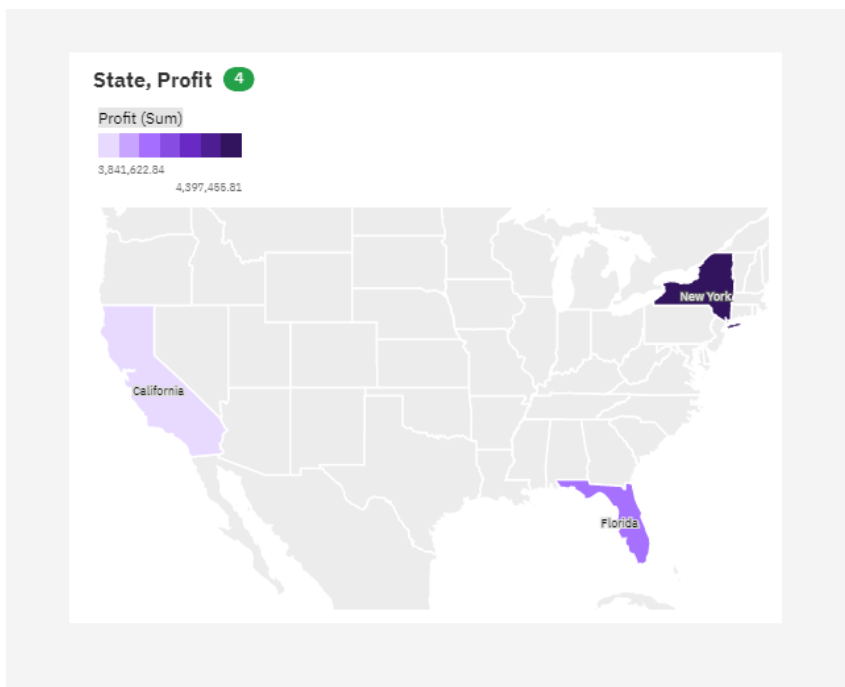 State, Profit 4
Profit (Sum)
3,841,622.84
4,397,455.81
New York
California
Florida